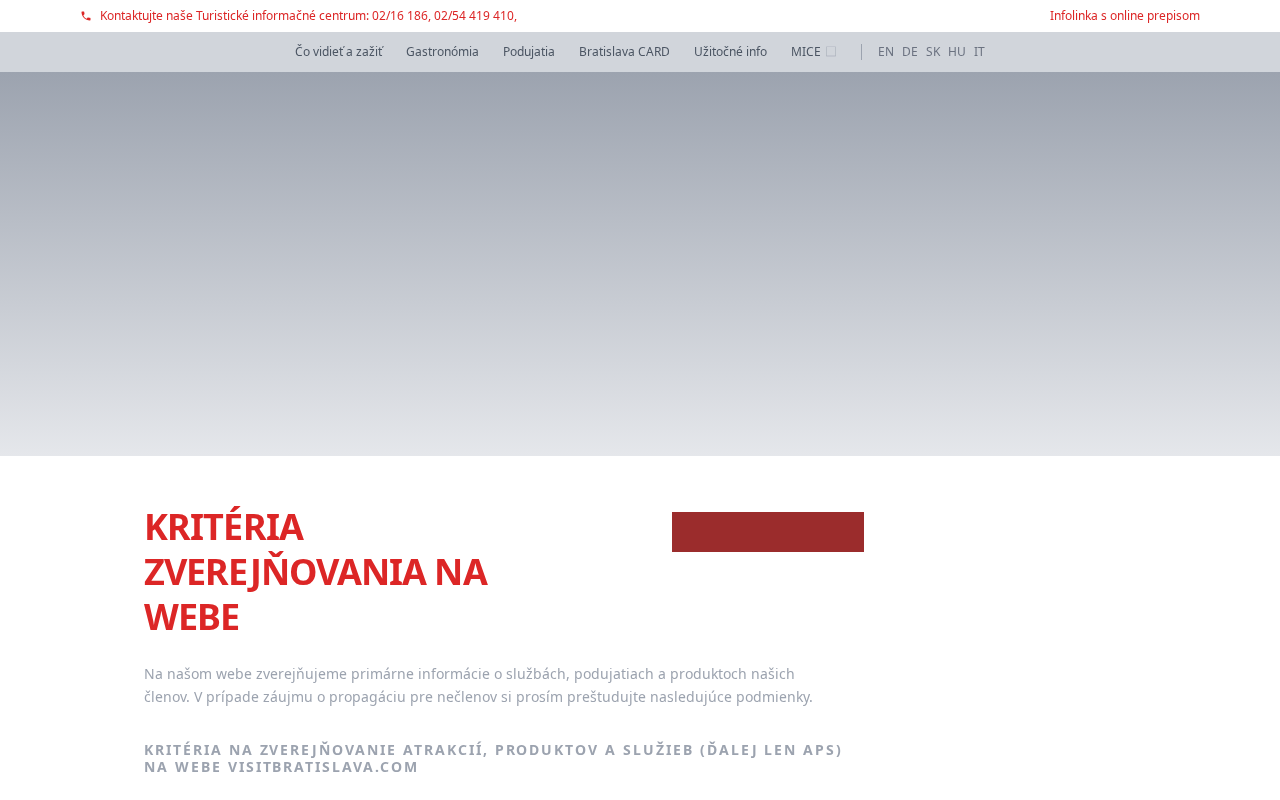 Kontaktujte naše Turistické informačné centrum: 02/16 186, 02/54 419 410,
Infolinka s online prepisom
Čo vidieť a zažiť Gastronómia Podujatia Bratislava CARD Užitočné info MICE EN DE SK HU IT
KRITÉRIA
ZVEREJŇOVANIA NA
WEBE
Na našom webe zverejňujeme primárne informácie o službách, podujatiach a produktoch našich
členov. V prípade záujmu o propagáciu pre nečlenov si prosím preštudujte nasledujúce podmienky.
KRITÉRIA NA ZVEREJŇOVANIE ATRAKCIÍ, PRODUKTOV A SLUŽIEB (ĎALEJ LEN APS)
NA WEBE VISITBRATISLAVA.COM